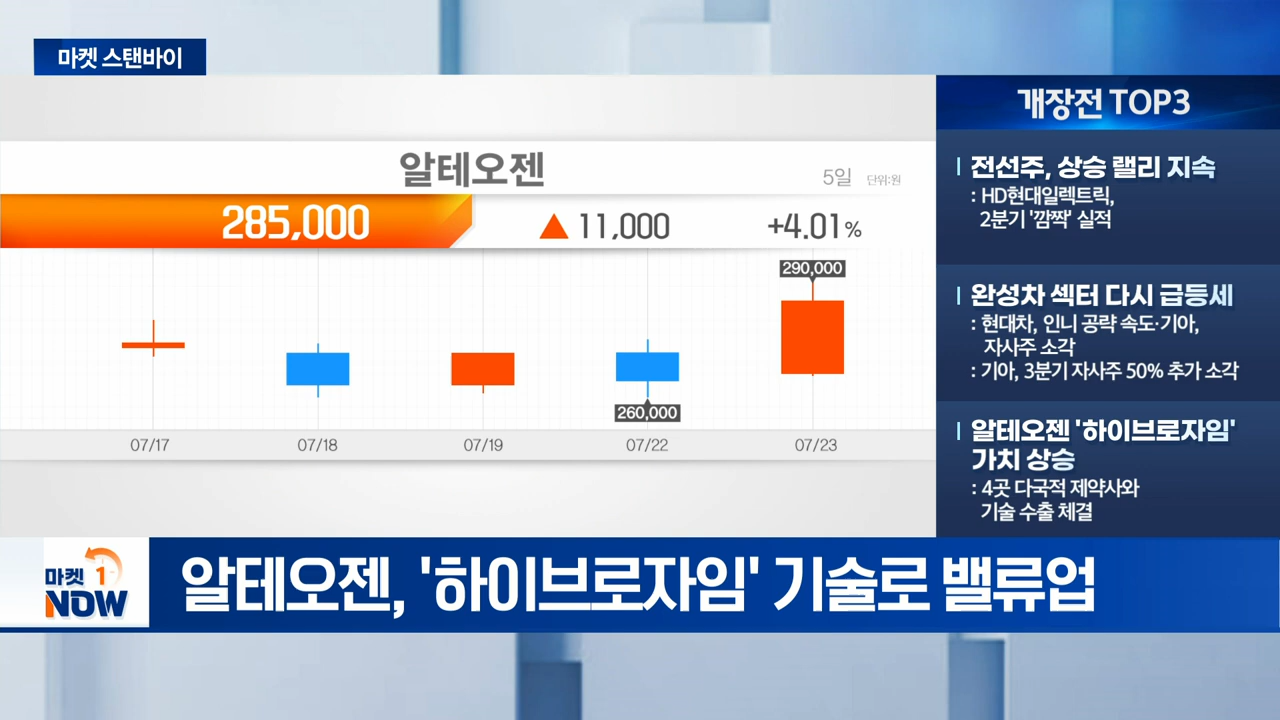 마켓 스탠바이
알테오젠
5일 단위:원
285,000 ▲ 11,000 +4.01%
290,000
260,000
07/17 07/18 07/19 07/22 07/23
개장전 TOP3
전선주, 상승 랠리 지속
: HD현대일렉트릭,
2분기 '깜짝' 실적
완성차 섹터 다시 급등세
: 현대차, 인니 공략 속도·기아,
자사주 소각
: 기아, 3분기 자사주 50% 추가 소각
알테오젠 '하이브로자임'
가치 상승
: 4곳 다국적 제약사와
기술 수출 체결
마켓 1
NOW
알테오젠, '하이브로자임' 기술로 밸류업